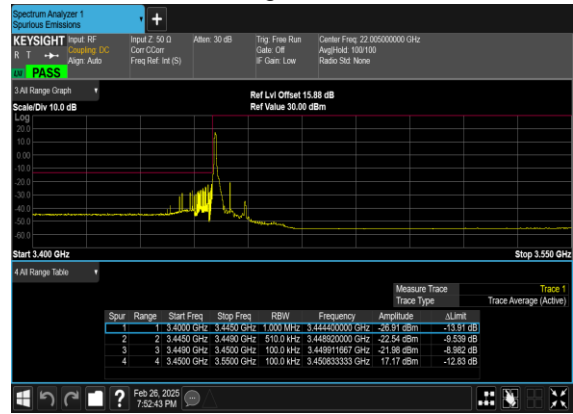 Spectrum Analyzer 1
Spurious Emissions
KEYSIGHT Input: RF Input Z: 50 Ω Atten: 30 dB Trig: Free Run Center Freq: 22.005000000 GHz
R T Coupling: DC Corr CCorr Gate: Off Avg|Hold: 100/100
Align: Auto Freq Ref: Int (S) IF Gain: Low Radio Std: None
PASS
3 All Range Graph Ref Lvl Offset 15.88 dB
Scale/Div 10.0 dB Ref Value 30.00 dBm
Log
20.0
10.0
0.00
-10.0
-20.0
-30.0
-40.0
-50.0
-60.0
Start 3.400 GHz Stop 3.550 GHz
4 All Range Table
Measure Trace Trace 1
Trace Type Trace Average (Active)
Spur Range Start Freq Stop Freq RBW Frequency Amplitude ΔLimit
1 1 3.4000 GHz 3.4450 GHz 1.000 MHz 3.444400000 GHz -26.91 dBm -13.91 dB
2 2 3.4450 GHz 3.4490 GHz 510.0 kHz 3.448920000 GHz -22.54 dBm -9.539 dB
3 3 3.4490 GHz 3.4500 GHz 100.0 kHz 3.449911667 GHz -21.98 dBm -8.982 dB
4 4 3.4500 GHz 3.5500 GHz 100.0 kHz 3.450833333 GHz 17.17 dBm -12.83 dB
Feb 26, 2025
7:52:43 PM